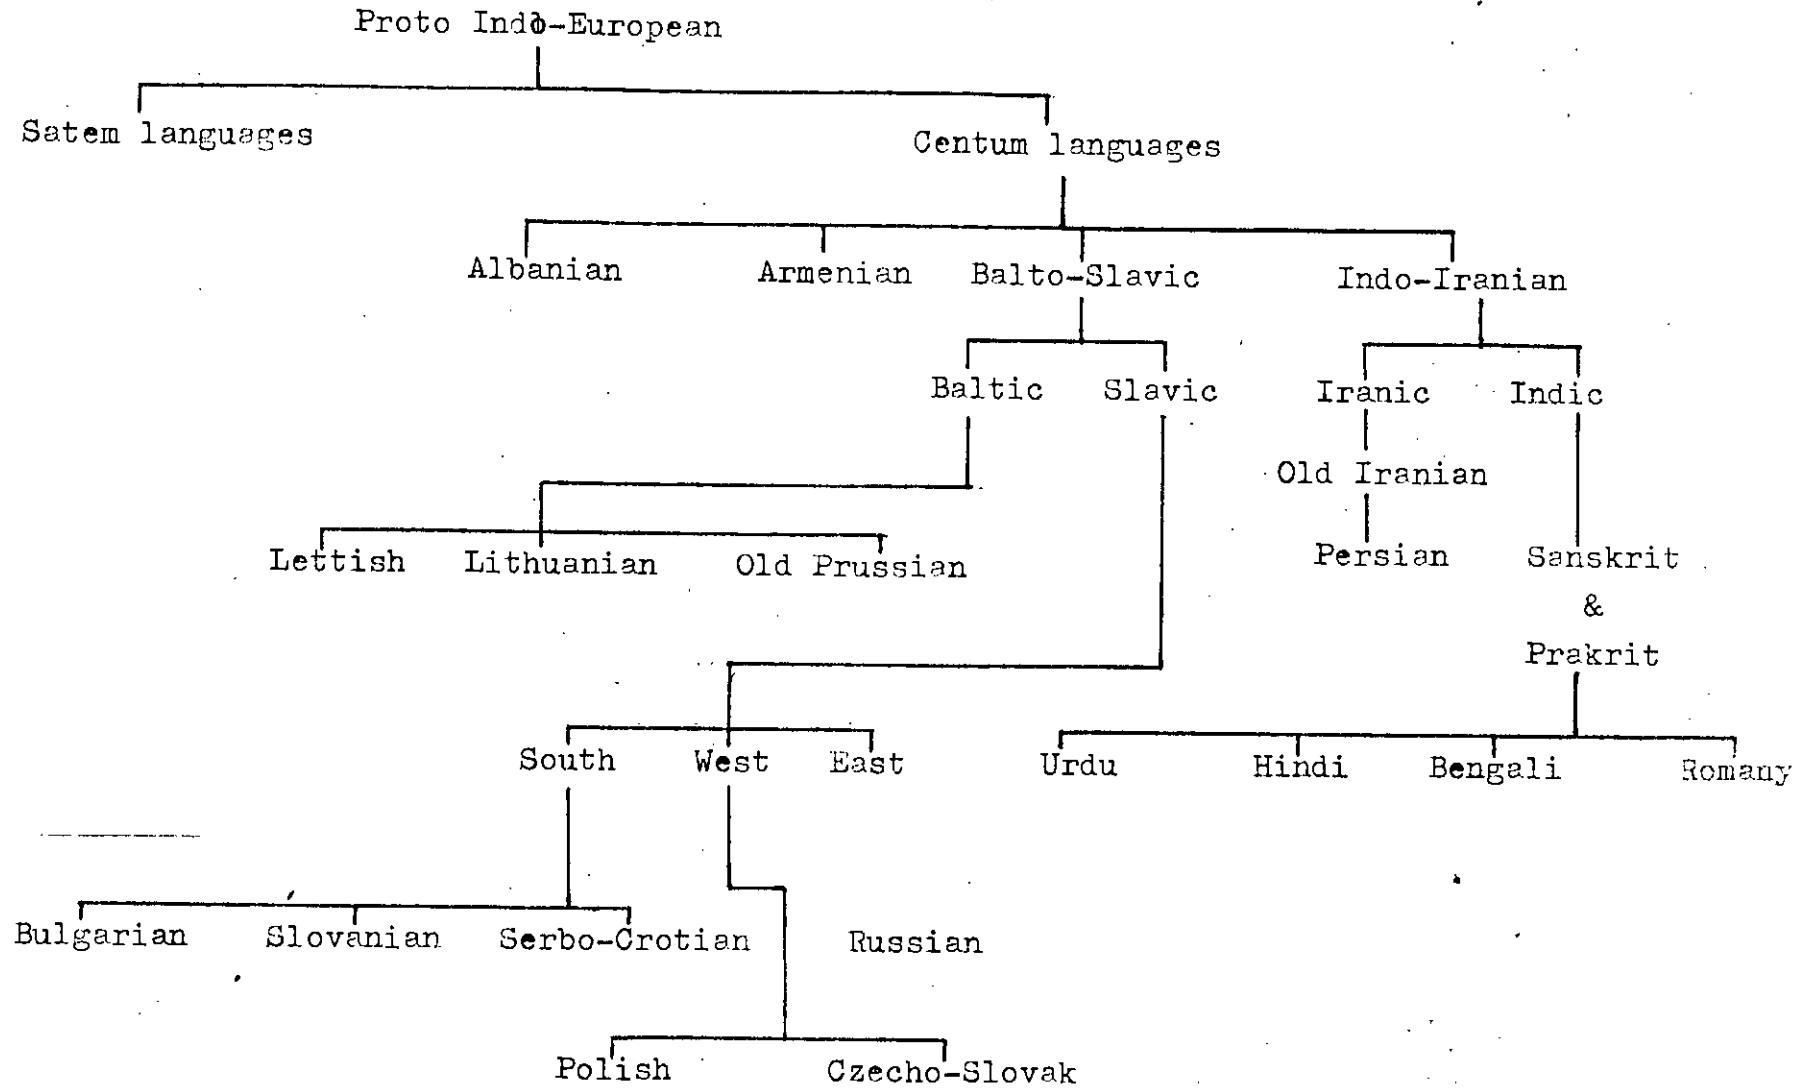 Proto Indo-European
Satem languages
Centum languages
Albanian Armenian Balto-Slavic Indo-Iranian
Baltic Slavic Iranic Indic
Old Iranian
Lettish Lithuanian Old Prussian Persian Sanskrit
&
Prakrit
South West East Urdu Hindi Bengali Romany
Bulgarian Slovanian Serbo-Crotian Russian
Polish Czecho-Slovak